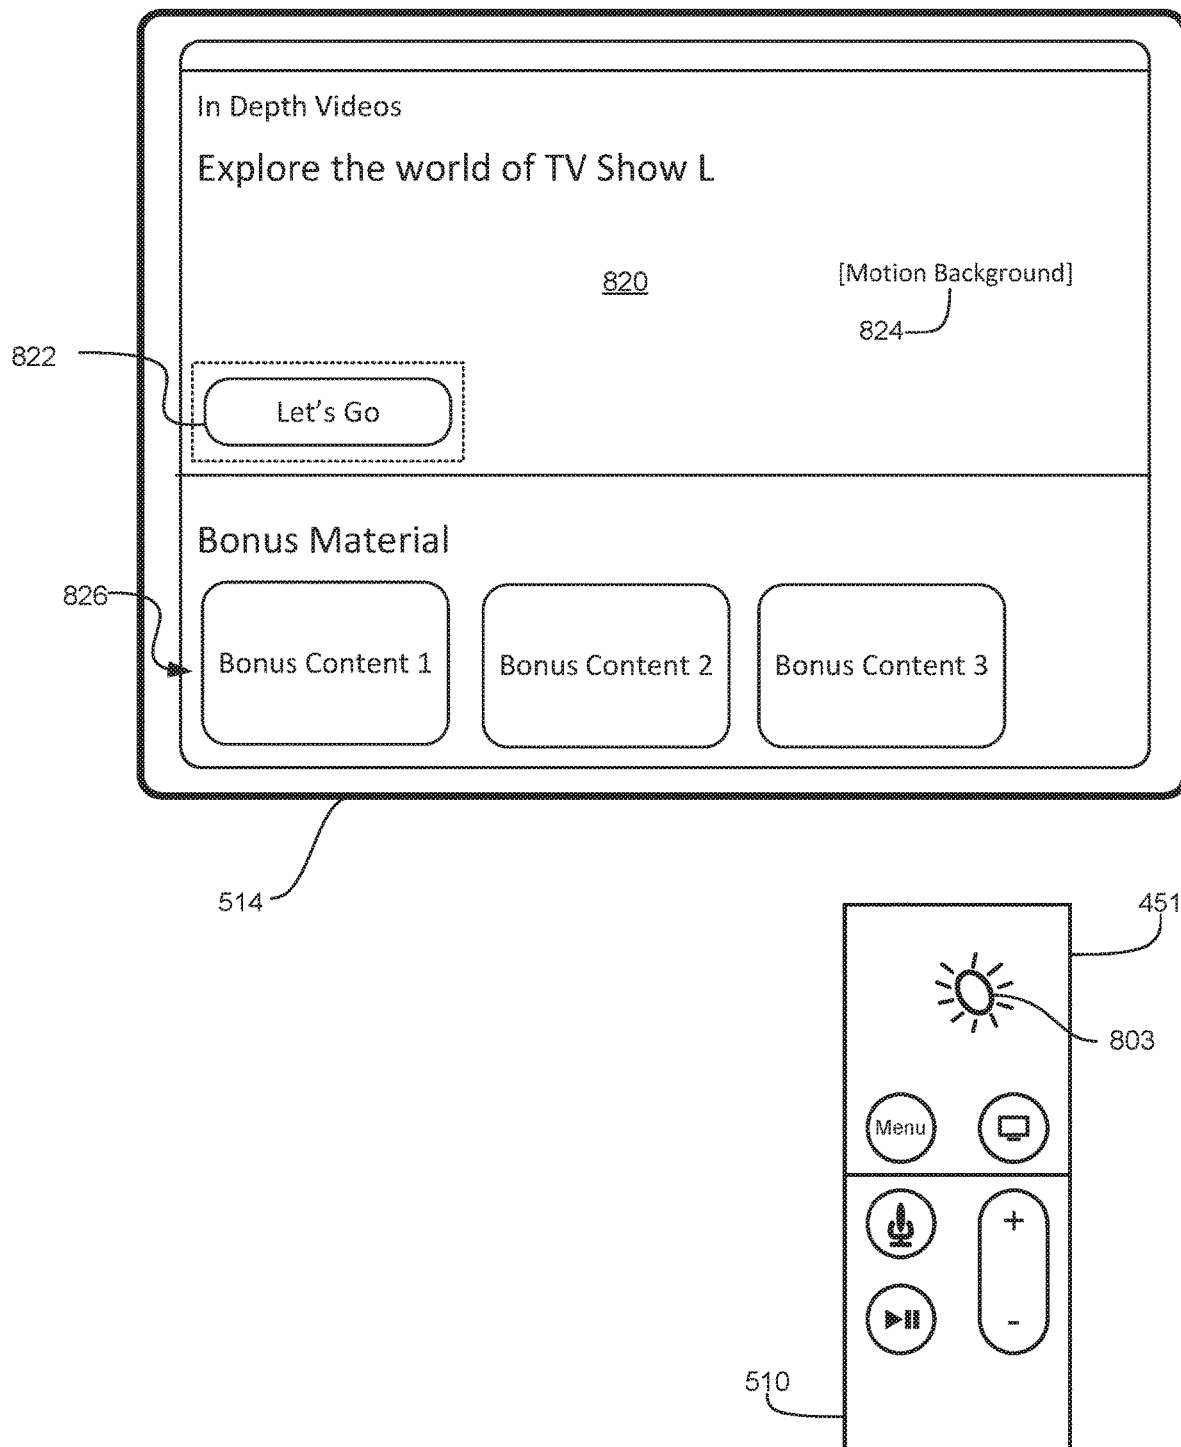 In Depth Videos
Explore the world of TV Show L
820
[Motion Background]
824
822
Let's Go
Bonus Material
826
Bonus Content 1
Bonus Content 2
Bonus Content 3
514
451
803
Menu
+
-
510